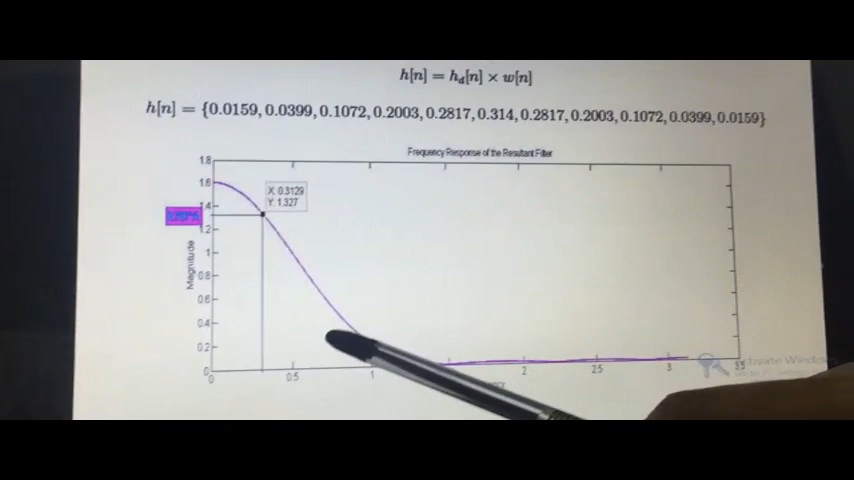 h[n] = h_d[n] × w[n]
h[n] = {0.0159, 0.0399, 0.1072, 0.2003, 0.2817, 0.314, 0.2817, 0.2003, 0.1072, 0.0399, 0.0159}
Frequency Response of the Resultant Filter
1.8
1.6
X: 0.3129
Y: 1.327
1.4
1.2
1
0.8
0.6
0.4
0.2
0
Magnitude
0
0.5
1
2
2.5
3
3.5